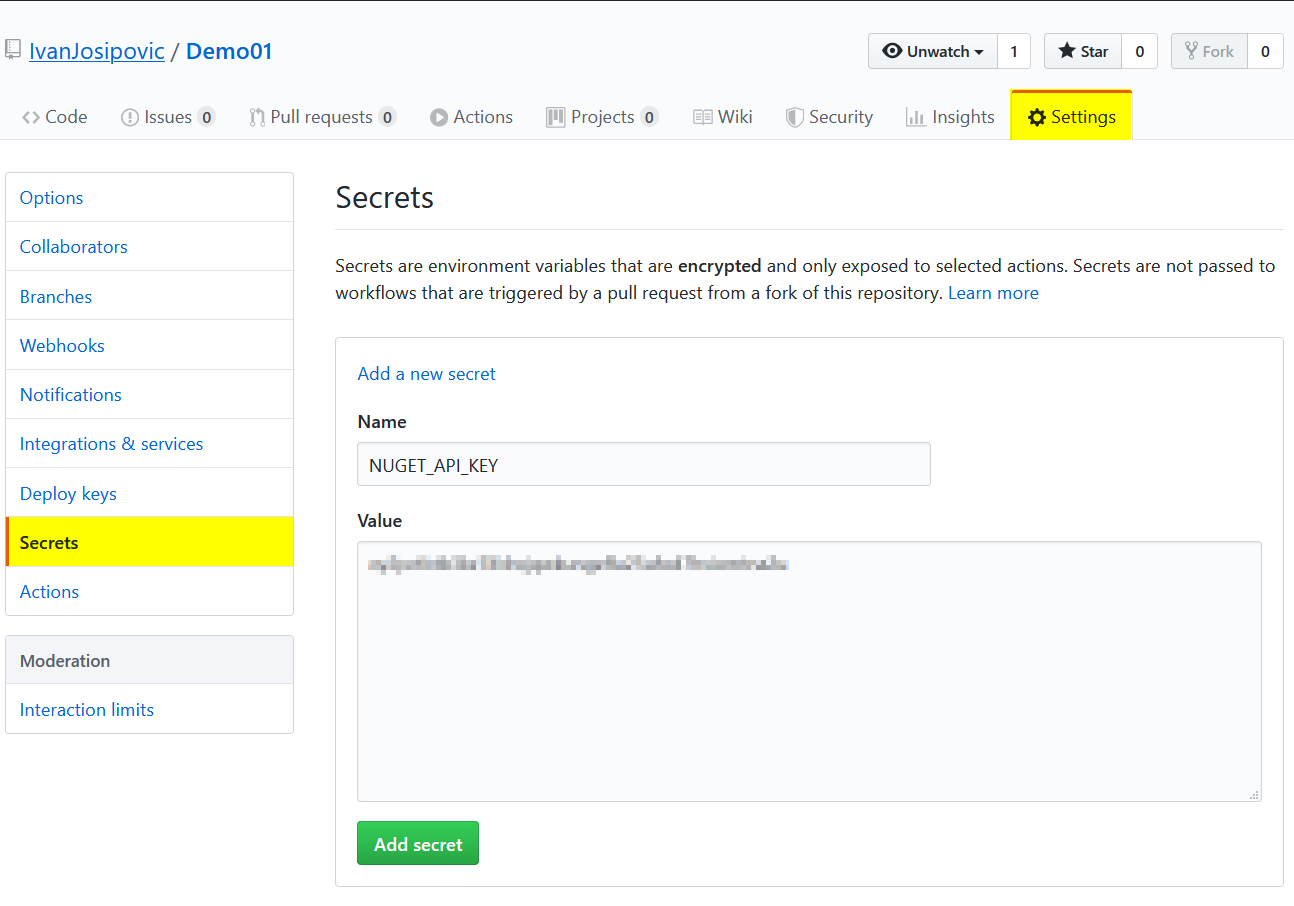 IvanJosipovic / Demo01
Unwatch 1 Star 0 Fork 0
Code Issues 0 Pull requests 0 Actions Projects 0 Wiki Security Insights Settings
Options
Collaborators
Branches
Webhooks
Notifications
Integrations & services
Deploy keys
Secrets
Actions
Moderation
Interaction limits
Secrets
Secrets are environment variables that are encrypted and only exposed to selected actions. Secrets are not passed to
workflows that are triggered by a pull request from a fork of this repository. Learn more
Add a new secret
Name
NUGET_API_KEY
Value
Add secret